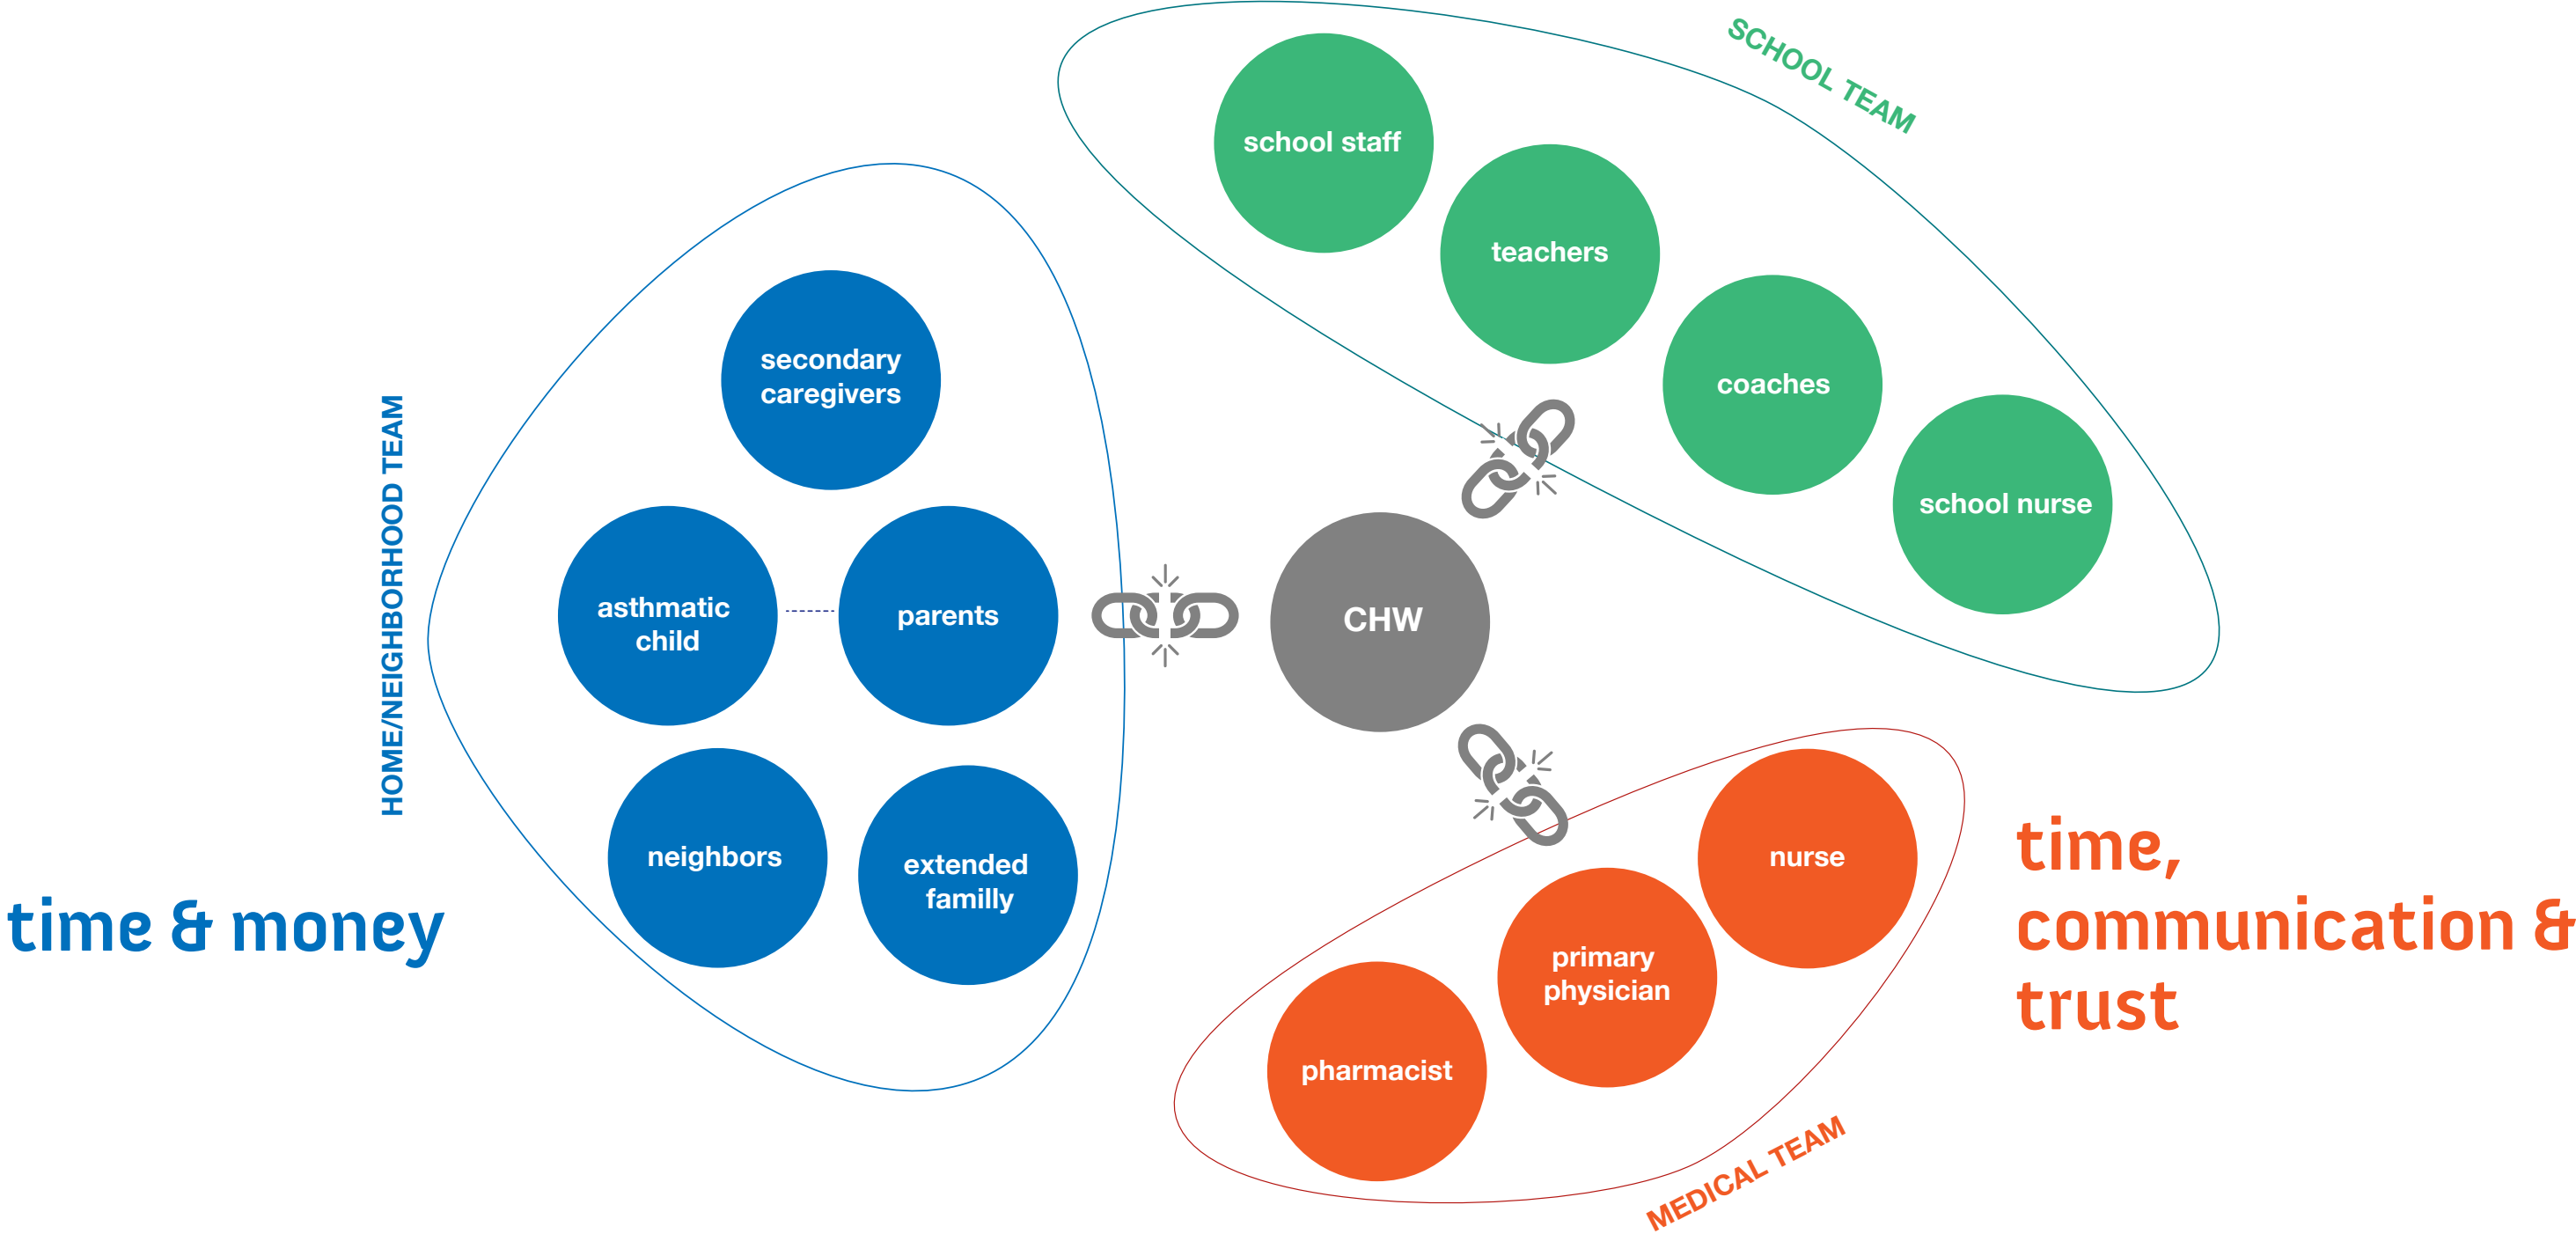 SCHOOL TEAM
school staff
teachers
coaches
school nurse
HOME/NEIGHBORHOOD TEAM
secondary
caregivers
asthmatic
child
parents
neighbors
extended
familly
time & money
CHW
nurse
primary
physician
pharmacist
MEDICAL TEAM
time,
communication &
trust